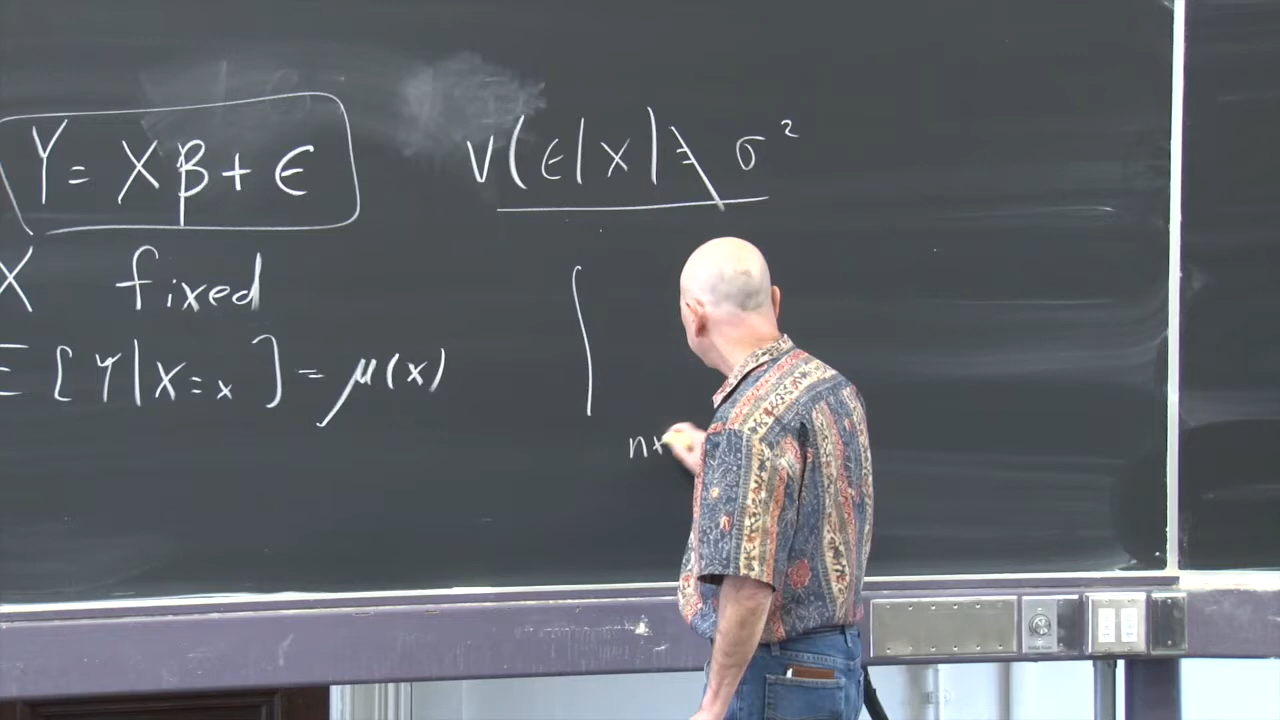 Y = Xβ + ϵ
X fixed
E[Y|X=x] = μ(x)
V(ϵ|X) = σ²
n×